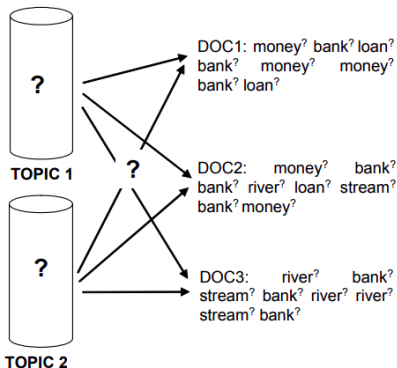 ?
TOPIC 1
?
?
TOPIC 2
DOC1: money? bank? loan?
bank? money? money?
bank? loan?
DOC2: money? bank?
bank? river? loan? stream?
bank? money?
DOC3: river? bank?
stream? bank? river? river?
stream? bank?